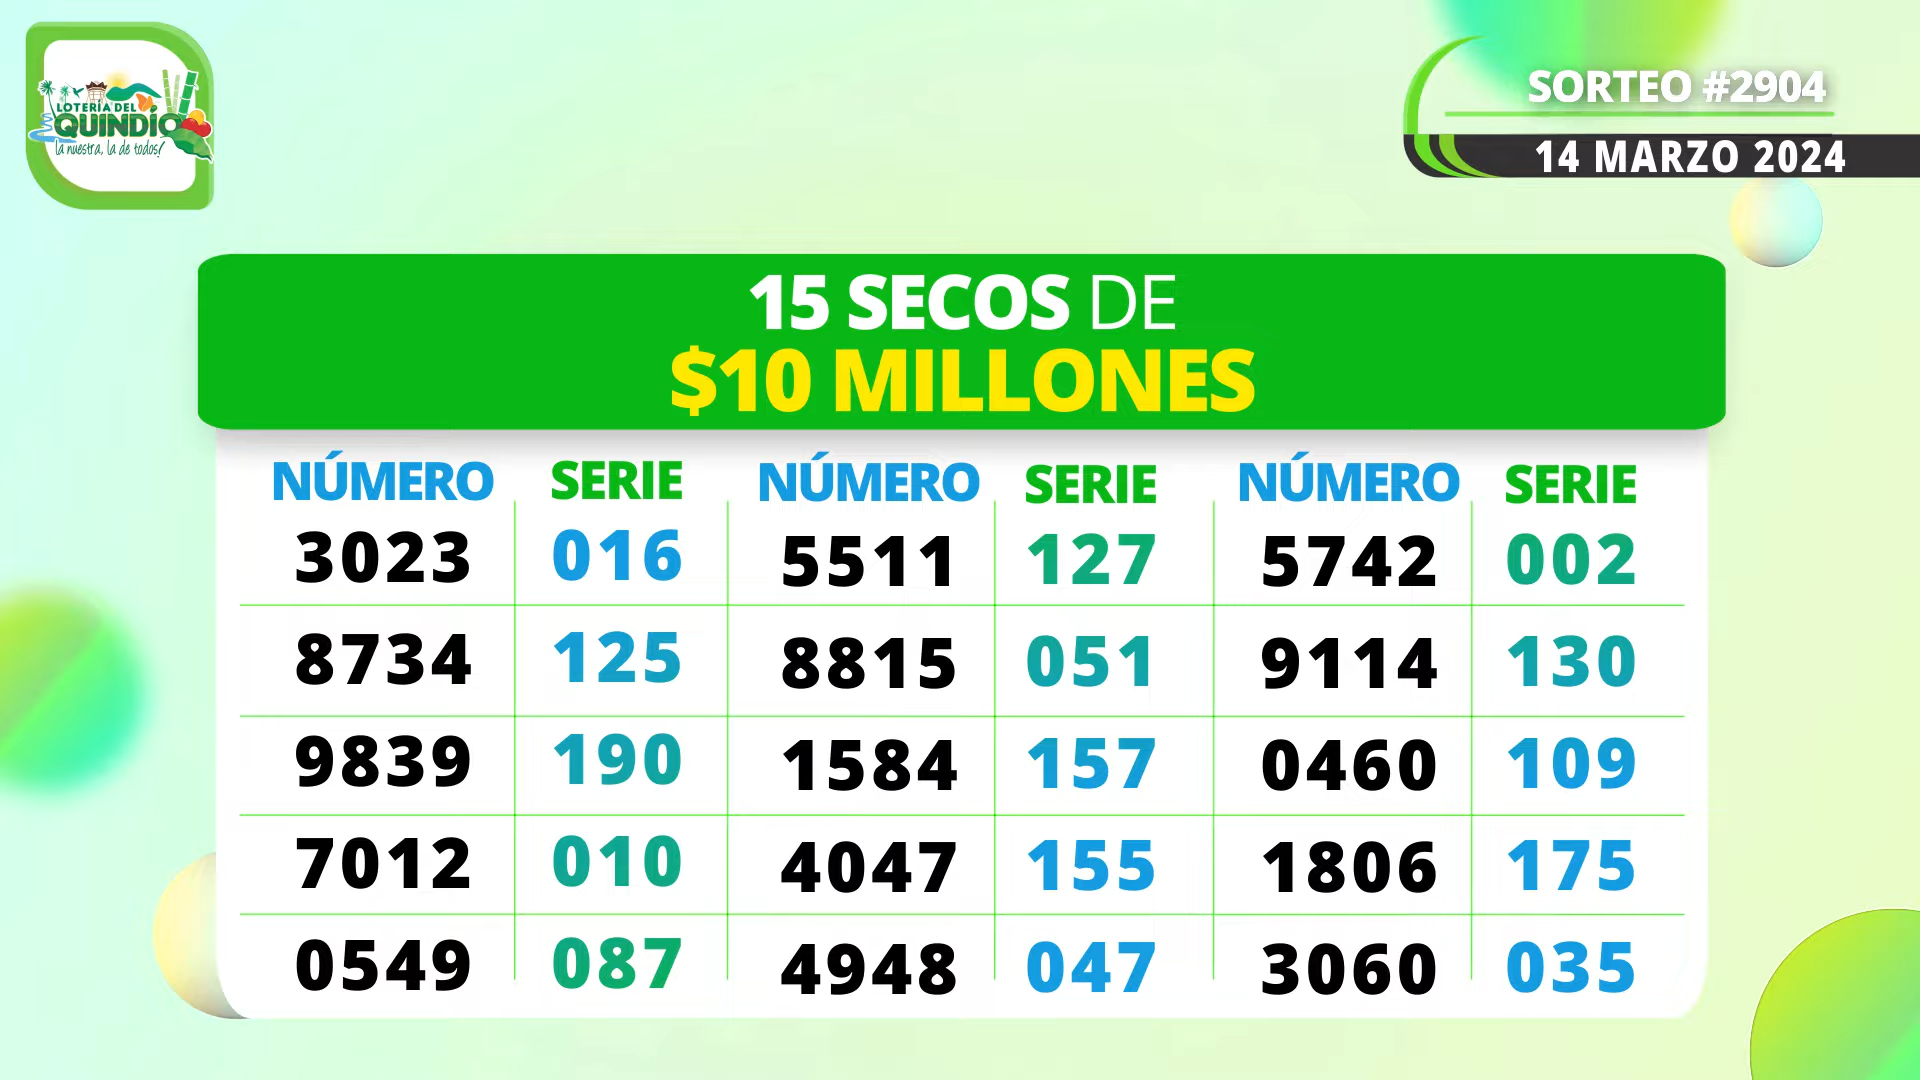 LOTERÍA DEL
QUINDÍO
la nuestra, la de todos!
SORTEO #2904
14 MARZO 2024
15 SECOS DE
$10 MILLONES
NÚMERO SERIE NÚMERO SERIE NÚMERO SERIE
3023 016 5511 127 5742 002
8734 125 8815 051 9114 130
9839 190 1584 157 0460 109
7012 010 4047 155 1806 175
0549 087 4948 047 3060 035